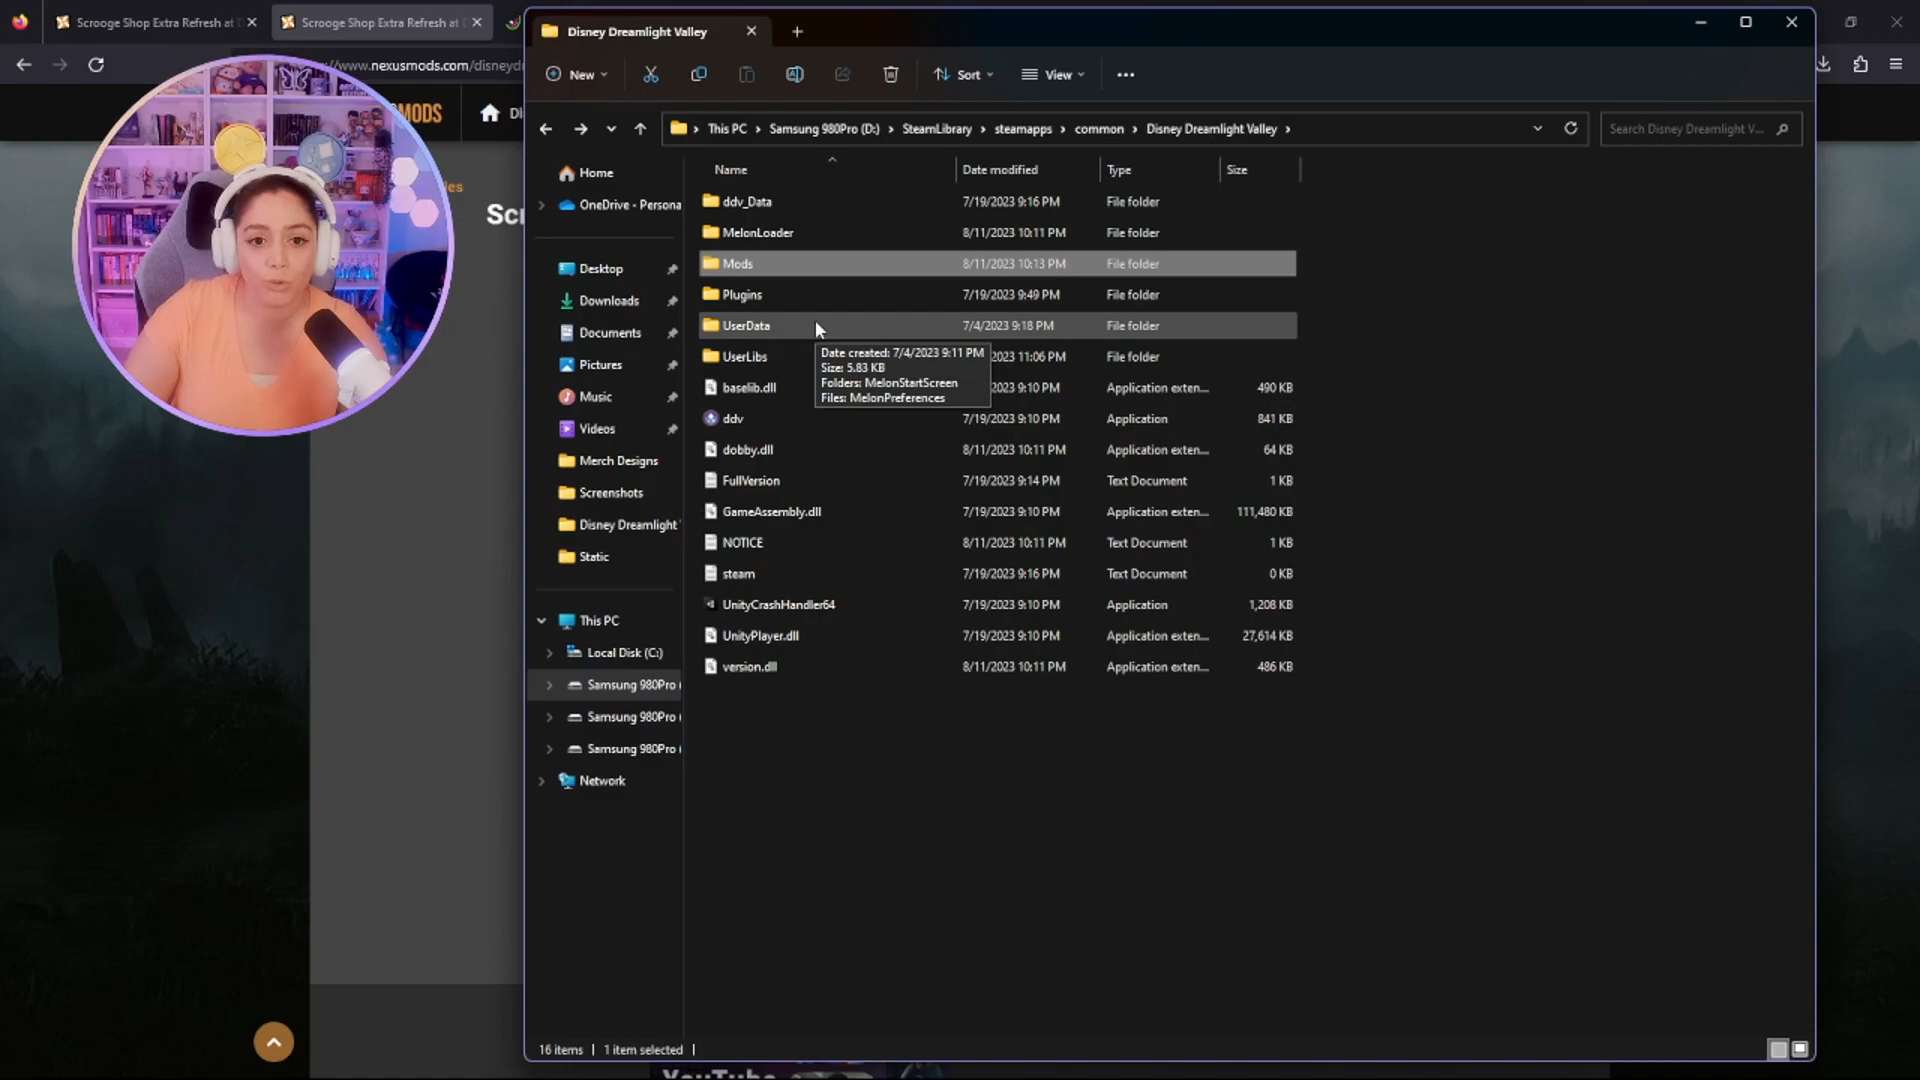 Scrooge Shop Extra Refresh at D
Scrooge Shop Extra Refresh at D
Disney Dreamlight Valley
www.nexusmods.com/disneyd
New
Sort
View
MODS
This PC
Samsung 980Pro (D:)
SteamLibrary
steamapps
common
Disney Dreamlight Valley
Search Disney Dreamlight V...
Home
OneDrive - Persona
Desktop
Downloads
Documents
Pictures
Music
Videos
Merch Designs
Screenshots
Disney Dreamlight
Static
This PC
Local Disk (C:)
Samsung 980Pro (
Samsung 980Pro (
Samsung 980Pro (
Network
Name Date modified Type Size
ddv_Data 7/19/2023 9:16 PM File folder
MelonLoader 8/11/2023 10:11 PM File folder
Mods 8/11/2023 10:13 PM File folder
Plugins 7/19/2023 9:49 PM File folder
UserData 7/4/2023 9:18 PM File folder
UserLibs 2023 11:06 PM File folder
Date created: 7/4/2023 9:11 PM
Size: 5.83 KB
Folders: MelonStartScreen
Files: MelonPreferences
baselib.dll 2023 9:10 PM Application exten... 490 KB
ddv 7/19/2023 9:10 PM Application 841 KB
dobby.dll 8/11/2023 10:11 PM Application exten... 64 KB
FullVersion 7/19/2023 9:14 PM Text Document 1 KB
GameAssembly.dll 7/19/2023 9:10 PM Application exten... 111,480 KB
NOTICE 8/11/2023 10:11 PM Text Document 1 KB
steam 7/19/2023 9:16 PM Text Document 0 KB
UnityCrashHandler64 7/19/2023 9:10 PM Application 1,208 KB
UnityPlayer.dll 7/19/2023 9:10 PM Application exten... 27,614 KB
version.dll 8/11/2023 10:11 PM Application exten... 486 KB
16 items
1 item selected
YouTube